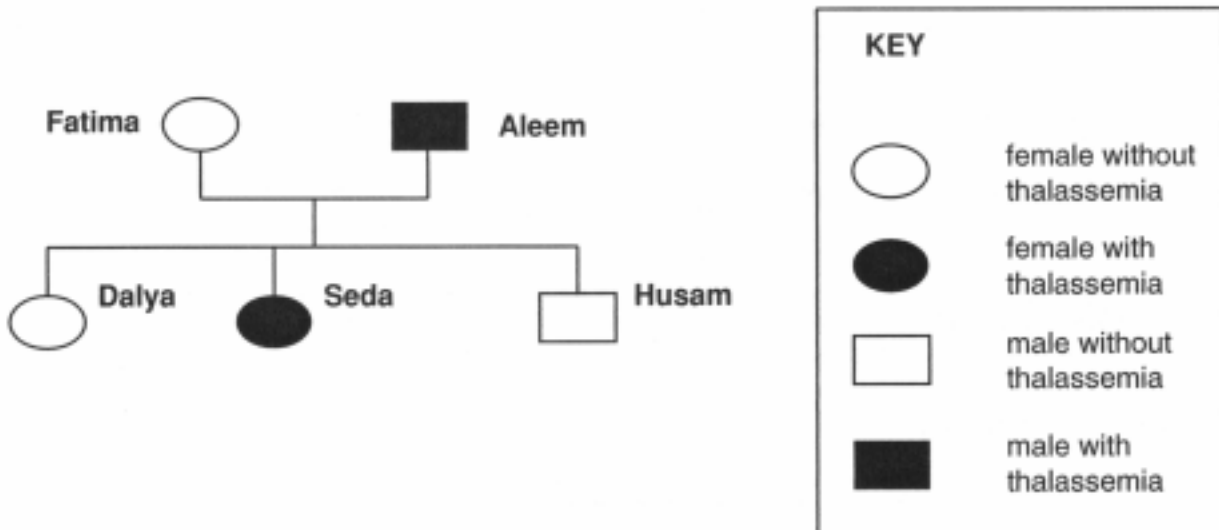 KEY
Fatima
Aleem
Dalya
Seda
Husam
female without
thalassemia
female with
thalassemia
male without
thalassemia
male with
thalassemia